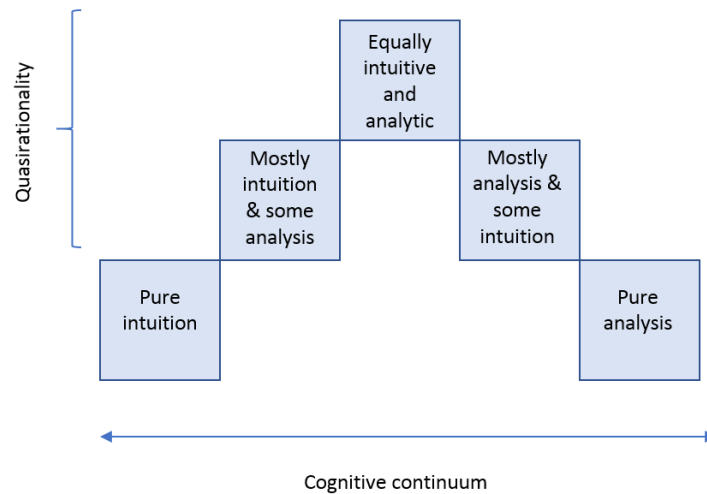 Equally
intuitive
and
analytic
Quasirationality
Mostly
intuition
& some
analysis
Mostly
analysis &
some
intuition
Pure
intuition
Pure
analysis
Cognitive continuum